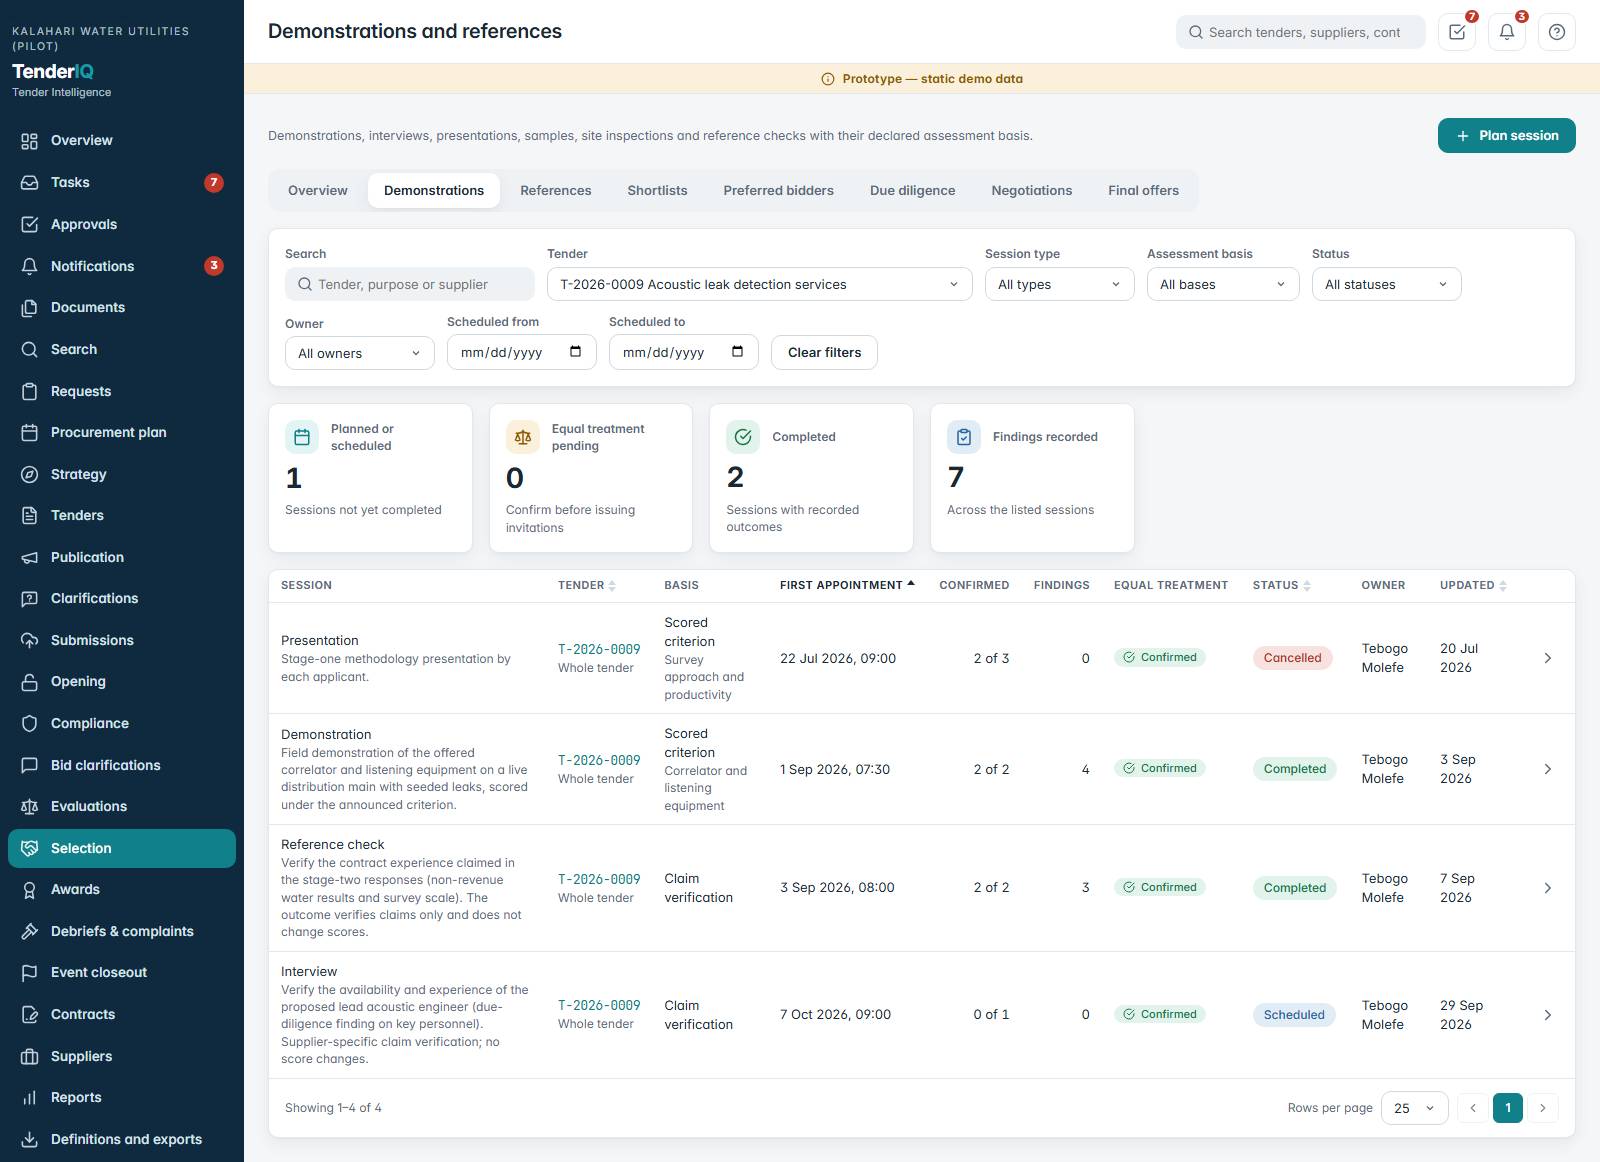 KALAHARI WATER UTILITIES
(PILOT)
TenderIQ
Tender Intelligence
Overview
Tasks 7
Approvals
Notifications 3
Documents
Search
Requests
Procurement plan
Strategy
Tenders
Publication
Clarifications
Submissions
Opening
Compliance
Bid clarifications
Evaluations
Selection
Awards
Debriefs & complaints
Event closeout
Contracts
Suppliers
Reports
Definitions and exports
Demonstrations and references
Search tenders, suppliers, cont
7
3
Prototype — static demo data
Demonstrations, interviews, presentations, samples, site inspections and reference checks with their declared assessment basis.
Plan session
Overview Demonstrations References Shortlists Preferred bidders Due diligence Negotiations Final offers
Search Tender Session type Assessment basis Status
Tender, purpose or supplier T-2026-0009 Acoustic leak detection services All types All bases All statuses
Owner Scheduled from Scheduled to
All owners mm/dd/yyyy mm/dd/yyyy Clear filters
Planned or
scheduled
1
Sessions not yet completed
Equal treatment
pending
0
Confirm before issuing
invitations
Completed
2
Sessions with recorded
outcomes
Findings recorded
7
Across the listed sessions
SESSION TENDER BASIS FIRST APPOINTMENT CONFIRMED FINDINGS EQUAL TREATMENT STATUS OWNER UPDATED
Presentation
Stage-one methodology presentation by
each applicant.
T-2026-0009
Whole tender
Scored
criterion
Survey
approach and
productivity
22 Jul 2026, 09:00
2 of 3
0
Confirmed
Cancelled
Tebogo
Molefe
20 Jul
2026
Demonstration
Field demonstration of the offered
correlator and listening equipment on a live
distribution main with seeded leaks, scored
under the announced criterion.
T-2026-0009
Whole tender
Scored
criterion
Correlator and
listening
equipment
1 Sep 2026, 07:30
2 of 2
4
Confirmed
Completed
Tebogo
Molefe
3 Sep
2026
Reference check
Verify the contract experience claimed in
the stage-two responses (non-revenue
water results and survey scale). The
outcome verifies claims only and does not
change scores.
T-2026-0009
Whole tender
Claim
verification
3 Sep 2026, 08:00
2 of 2
3
Confirmed
Completed
Tebogo
Molefe
7 Sep
2026
Interview
Verify the availability and experience of the
proposed lead acoustic engineer (due-
diligence finding on key personnel).
Supplier-specific claim verification; no
score changes.
T-2026-0009
Whole tender
Claim
verification
7 Oct 2026, 09:00
0 of 1
0
Confirmed
Scheduled
Tebogo
Molefe
29 Sep
2026
Showing 1–4 of 4
Rows per page 25 1